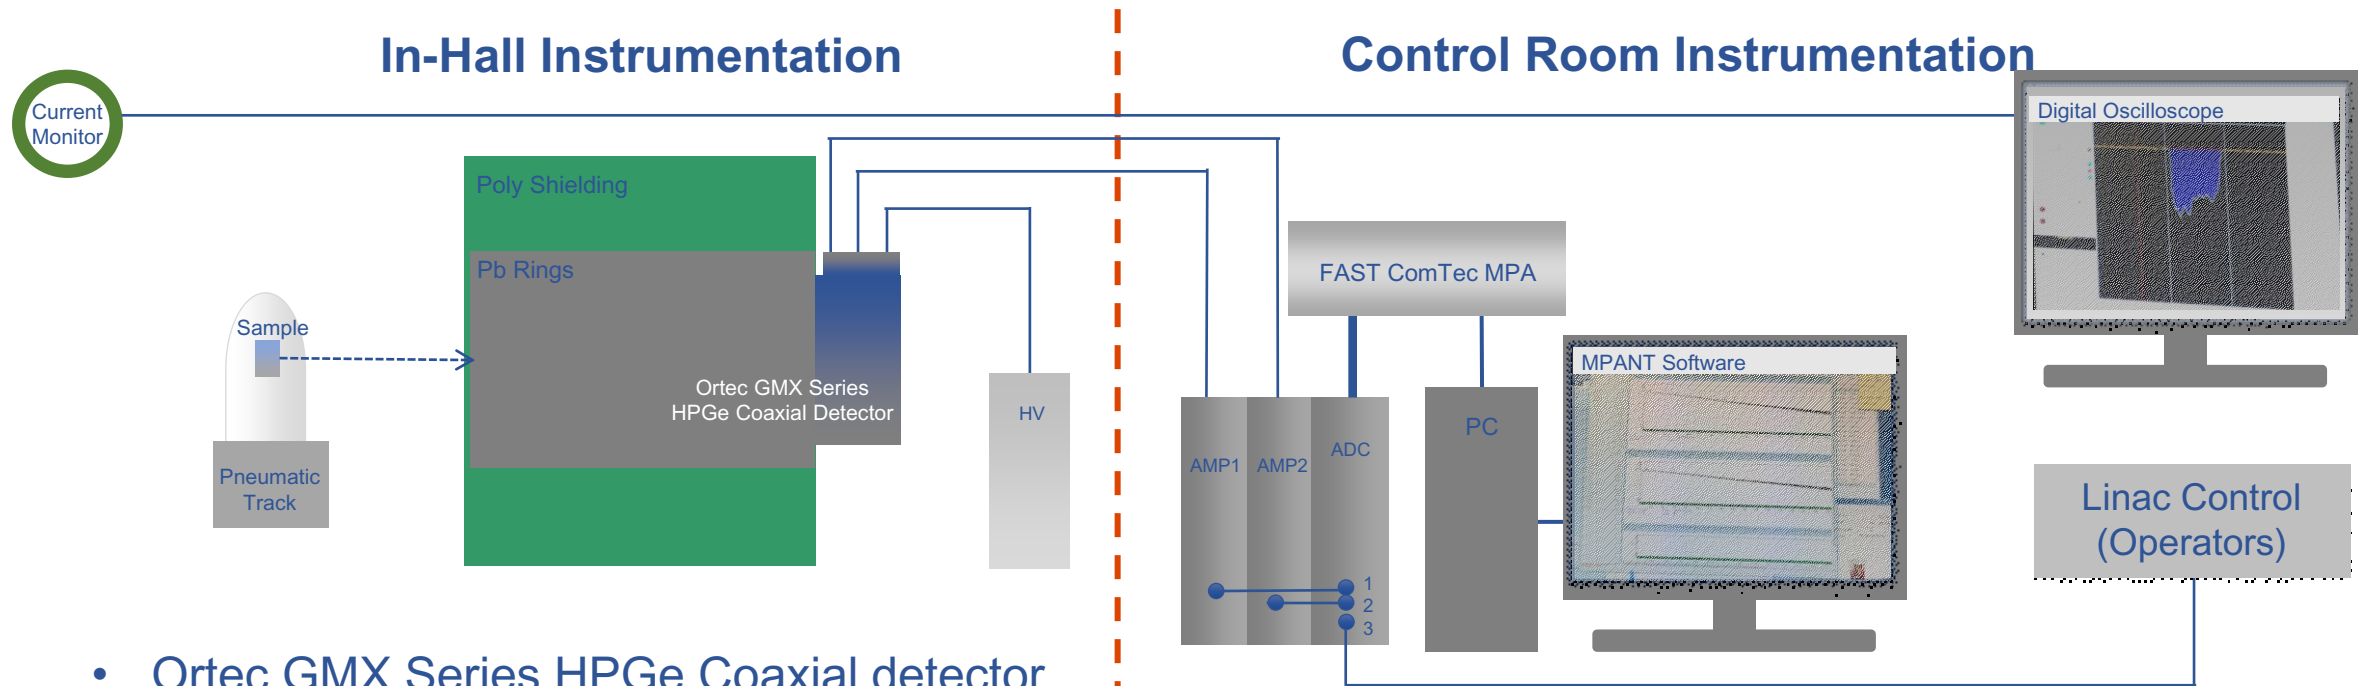 In-Hall Instrumentation
Control Room Instrumentation
Current
Monitor
Digital Oscilloscope
Poly Shielding
Pb Rings
FAST ComTec MPA
Sample
MPANT Software
Ortec GMX Series
HPGe Coaxial Detector
HV
PC
ADC
AMP1
AMP2
Pneumatic
Track
Linac Control
(Operators)
1
2
3
• Ortec GMX Series HPGe Coaxial detector